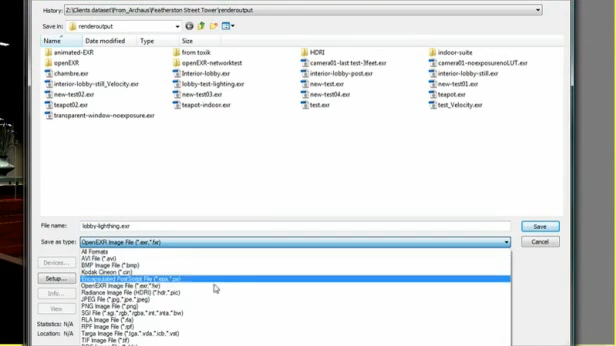 History: Z:\Clients dataset\From_Archaus\Featherston Street Tower\renderoutput
Save in: renderoutput
Name Date modified Type Size
animated-EXR from toxik HDRI indoor-suite
openEXR openEXR-networktest camera01-last test-3feet.exr camera01-noexposurenoLUT.exr
chambre.exr Interior-lobby.exr interior-lobby-post.exr interior-lobby-still.exr
interior-lobby-still_Velocity.exr lobby-test-lighting.exr new-test.exr new-test01.exr
new-test02.exr new-test03.exr new-test04.exr teapot.exr
teapot02.exr teapot-indoor.exr test.exr test_Velocity.exr
transparent-window-noexposure.exr
File name: lobby-lighthing.exr Save
Save as type: OpenEXR Image File (*.exr,*.fxr) Cancel
All Formats
AVI File (*.avi)
Devices... BMP Image File (*.bmp)
Kodak Cineon (*.cin)
Setup... Encapsulated PostScript File (*.eps,*.ps)
OpenEXR Image File (*.exr,*.fxr)
Info... Radiance Image File (HDRI) (*.hdr,*.pic)
JPEG File (*.jpg,*.jpe,*.jpeg)
View PNG Image File (*.png)
SGI File (*.sgi,*.rgb,*.rgba,*.int,*.inta,*.bw)
Statistics: N/A RLA Image File (*.rla)
RPF Image File (*.rpf)
Location: N/A Targa Image File (*.tga,*.vda,*.icb,*.vst)
TIF Image File (*.tif)